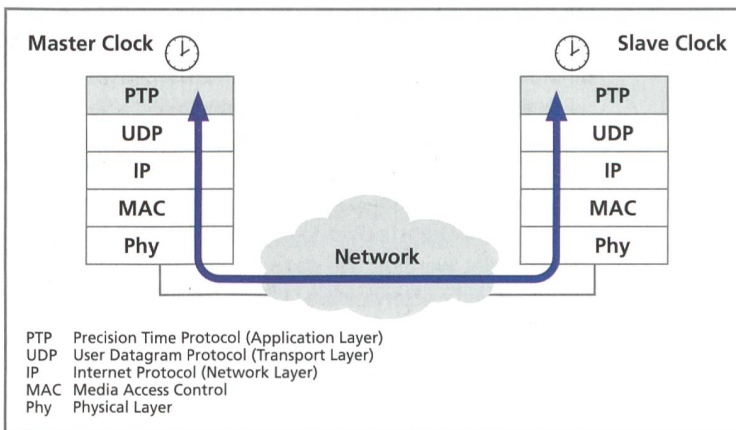 Master Clock
Slave Clock
PTP
UDP
IP
MAC
Phy
PTP
UDP
IP
MAC
Phy
Network
PTP Precision Time Protocol (Application Layer)
UDP User Datagram Protocol (Transport Layer)
IP Internet Protocol (Network Layer)
MAC Media Access Control
Phy Physical Layer